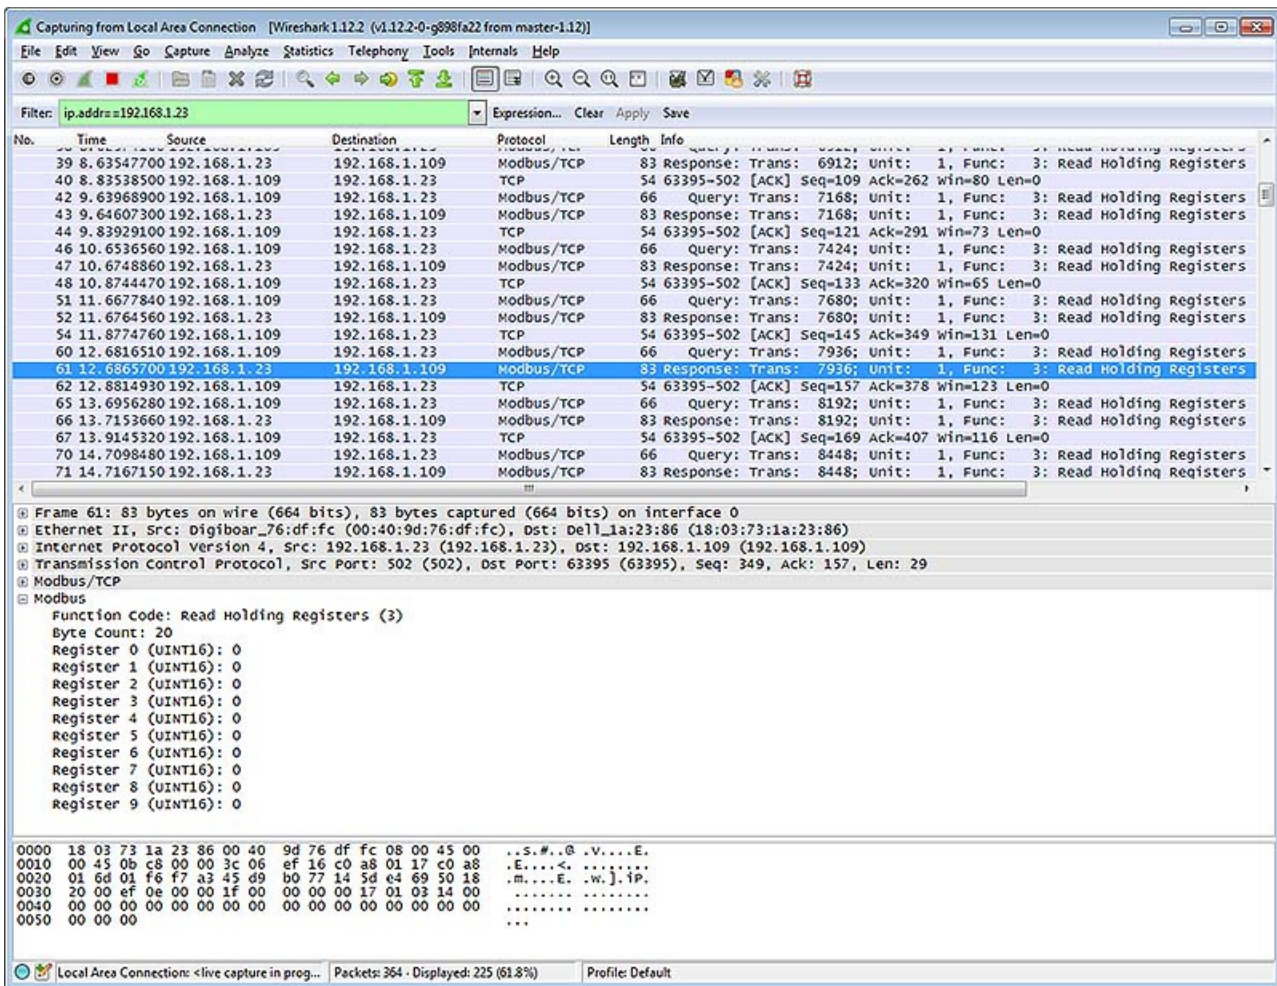 Capturing from Local Area Connection [Wireshark 1.12.2 (v1.12.2-0-g898fa22 from master-1.12)]
File Edit View Go Capture Analyze Statistics Telephony Tools Internals Help
Filter: ip.addr==192.168.1.23 Expression... Clear Apply Save
No. Time Source Destination Protocol Length Info
39 8.63547700 192.168.1.23 192.168.1.109 Modbus/TCP 83 Response: Trans: 6912; Unit: 1, Func: 3: Read Holding Registers
40 8.83538500 192.168.1.109 192.168.1.23 TCP 54 63395→502 [ACK] Seq=109 Ack=262 Win=80 Len=0
42 9.63968900 192.168.1.109 192.168.1.23 Modbus/TCP 66 Query: Trans: 7168; Unit: 1, Func: 3: Read Holding Registers
43 9.64607300 192.168.1.23 192.168.1.109 Modbus/TCP 83 Response: Trans: 7168; Unit: 1, Func: 3: Read Holding Registers
44 9.83929100 192.168.1.109 192.168.1.23 TCP 54 63395→502 [ACK] Seq=121 Ack=291 Win=73 Len=0
46 10.6536560 192.168.1.109 192.168.1.23 Modbus/TCP 66 Query: Trans: 7424; Unit: 1, Func: 3: Read Holding Registers
47 10.6748860 192.168.1.23 192.168.1.109 Modbus/TCP 83 Response: Trans: 7424; Unit: 1, Func: 3: Read Holding Registers
48 10.8744470 192.168.1.109 192.168.1.23 TCP 54 63395→502 [ACK] Seq=133 Ack=320 Win=65 Len=0
51 11.6677840 192.168.1.109 192.168.1.23 Modbus/TCP 66 Query: Trans: 7680; Unit: 1, Func: 3: Read Holding Registers
52 11.6764560 192.168.1.23 192.168.1.109 Modbus/TCP 83 Response: Trans: 7680; Unit: 1, Func: 3: Read Holding Registers
54 11.8774760 192.168.1.109 192.168.1.23 TCP 54 63395→502 [ACK] Seq=145 Ack=349 Win=131 Len=0
60 12.6816510 192.168.1.109 192.168.1.23 Modbus/TCP 66 Query: Trans: 7936; Unit: 1, Func: 3: Read Holding Registers
61 12.6865700 192.168.1.23 192.168.1.109 Modbus/TCP 83 Response: Trans: 7936; Unit: 1, Func: 3: Read Holding Registers
62 12.8814930 192.168.1.109 192.168.1.23 TCP 54 63395→502 [ACK] Seq=157 Ack=378 Win=123 Len=0
65 13.6956280 192.168.1.109 192.168.1.23 Modbus/TCP 66 Query: Trans: 8192; Unit: 1, Func: 3: Read Holding Registers
66 13.7153660 192.168.1.23 192.168.1.109 Modbus/TCP 83 Response: Trans: 8192; Unit: 1, Func: 3: Read Holding Registers
67 13.9145320 192.168.1.109 192.168.1.23 TCP 54 63395→502 [ACK] Seq=169 Ack=407 Win=116 Len=0
70 14.7098480 192.168.1.109 192.168.1.23 Modbus/TCP 66 Query: Trans: 8448; Unit: 1, Func: 3: Read Holding Registers
71 14.7167150 192.168.1.23 192.168.1.109 Modbus/TCP 83 Response: Trans: 8448; Unit: 1, Func: 3: Read Holding Registers
Frame 61: 83 bytes on wire (664 bits), 83 bytes captured (664 bits) on interface 0
Ethernet II, Src: Digiboar_76:df:fc (00:40:9d:76:df:fc), Dst: Dell_1a:23:86 (18:03:73:1a:23:86)
Internet Protocol Version 4, Src: 192.168.1.23 (192.168.1.23), Dst: 192.168.1.109 (192.168.1.109)
Transmission Control Protocol, Src Port: 502 (502), Dst Port: 63395 (63395), Seq: 349, Ack: 157, Len: 29
Modbus/TCP
Modbus
Function Code: Read Holding Registers (3)
Byte Count: 20
Register 0 (UINT16): 0
Register 1 (UINT16): 0
Register 2 (UINT16): 0
Register 3 (UINT16): 0
Register 4 (UINT16): 0
Register 5 (UINT16): 0
Register 6 (UINT16): 0
Register 7 (UINT16): 0
Register 8 (UINT16): 0
Register 9 (UINT16): 0
0000 18 03 73 1a 23 86 00 40 9d 76 df fc 08 00 45 00 ..s.#..@ .v....E.
0010 00 45 0b c8 00 00 3c 06 ef 16 c0 a8 01 17 c0 a8 .E....<. ........
0020 01 6d 01 f6 f7 a3 45 d9 b0 77 14 5d e4 69 50 18 .m....E. .w.].iP.
0030 20 00 ef 0e 00 00 1f 00 00 00 00 17 01 03 14 00 ....... ........
0040 00 00 00 00 00 00 00 00 00 00 00 00 00 00 00 00 ........ ........
0050 00 00 00 ...
Local Area Connection: <live capture in prog... Packets: 364 · Displayed: 225 (61.8%) Profile: Default